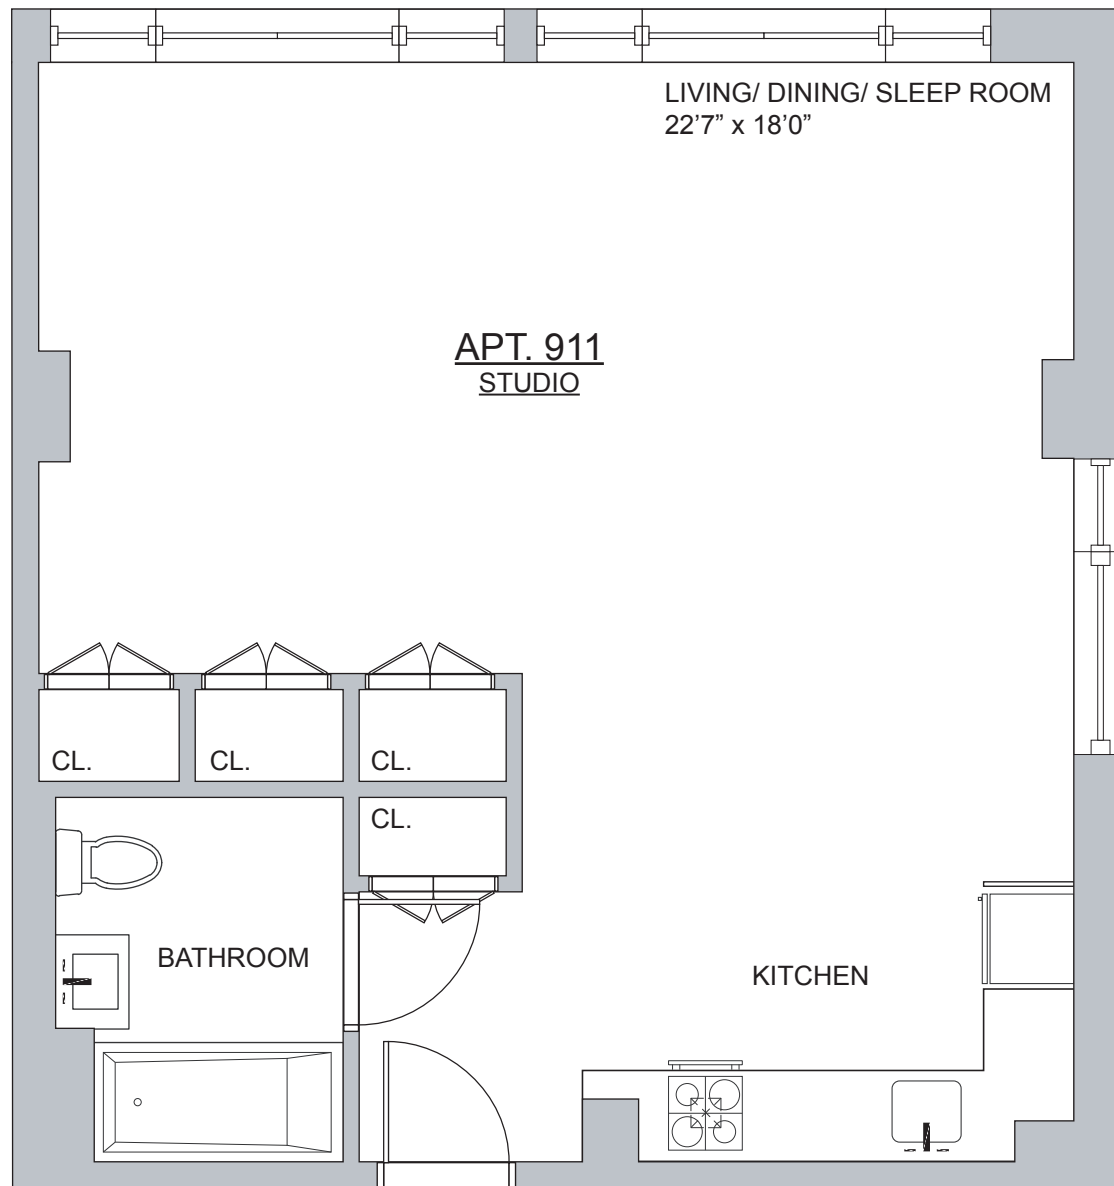 LIVING/ DINING/ SLEEP ROOM
22’7” x 18’0”
APT. 911
STUDIO
CL.
CL.
CL.
CL.
BATHROOM
KITCHEN